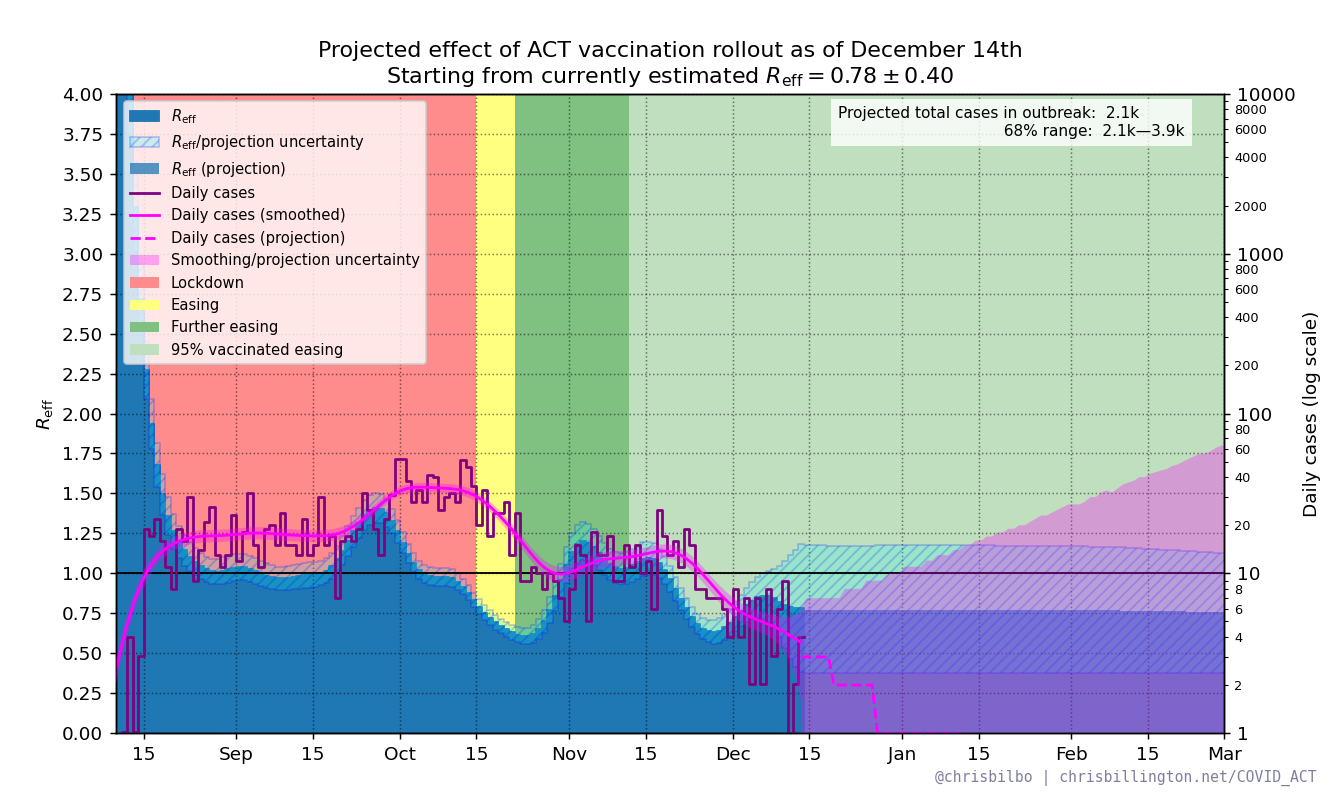 Projected effect of ACT vaccination rollout as of December 14th
Starting from currently estimated R_eff = 0.78 ± 0.40
4.00
3.75
3.50
3.25
3.00
2.75
2.50
2.25
2.00
1.75
1.50
1.25
1.00
0.75
0.50
0.25
0.00
R_eff
R_eff
R_eff/projection uncertainty
R_eff (projection)
Daily cases
Daily cases (smoothed)
Daily cases (projection)
Smoothing/projection uncertainty
Lockdown
Easing
Further easing
95% vaccinated easing
Projected total cases in outbreak: 2.1k
68% range: 2.1k—3.9k
10000
8000
6000
4000
2000
1000
800
600
400
200
100
80
60
40
20
10
8
6
4
2
1
Daily cases (log scale)
15 Sep 15 Oct 15 Nov 15 Dec 15 Jan 15 Feb 15 Mar
@chrisbilbo | chrisbillington.net/COVID_ACT